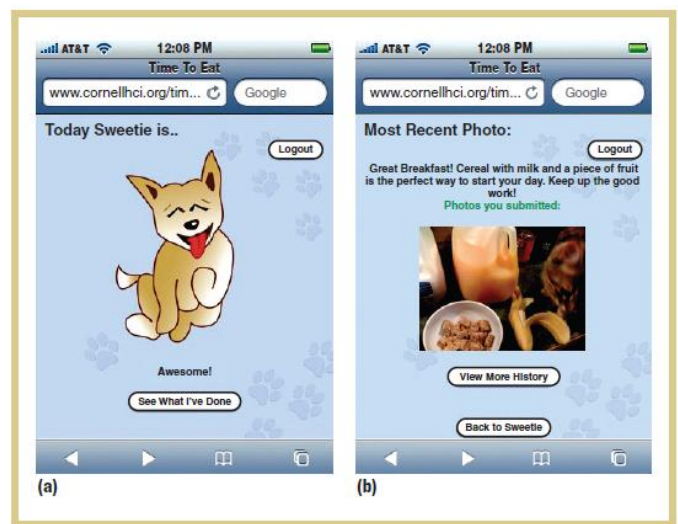 AT&T 12:08 PM
Time To Eat
www.cornellhci.org/tim... Google
Today Sweetie is..
Logout
Awesome!
See What I've Done
(a)
AT&T 12:08 PM
Time To Eat
www.cornellhci.org/tim... Google
Most Recent Photo:
Logout
Great Breakfast! Cereal with milk and a piece of fruit
is the perfect way to start your day. Keep up the good
work!
Photos you submitted:
View More History
Back to Sweetie
(b)